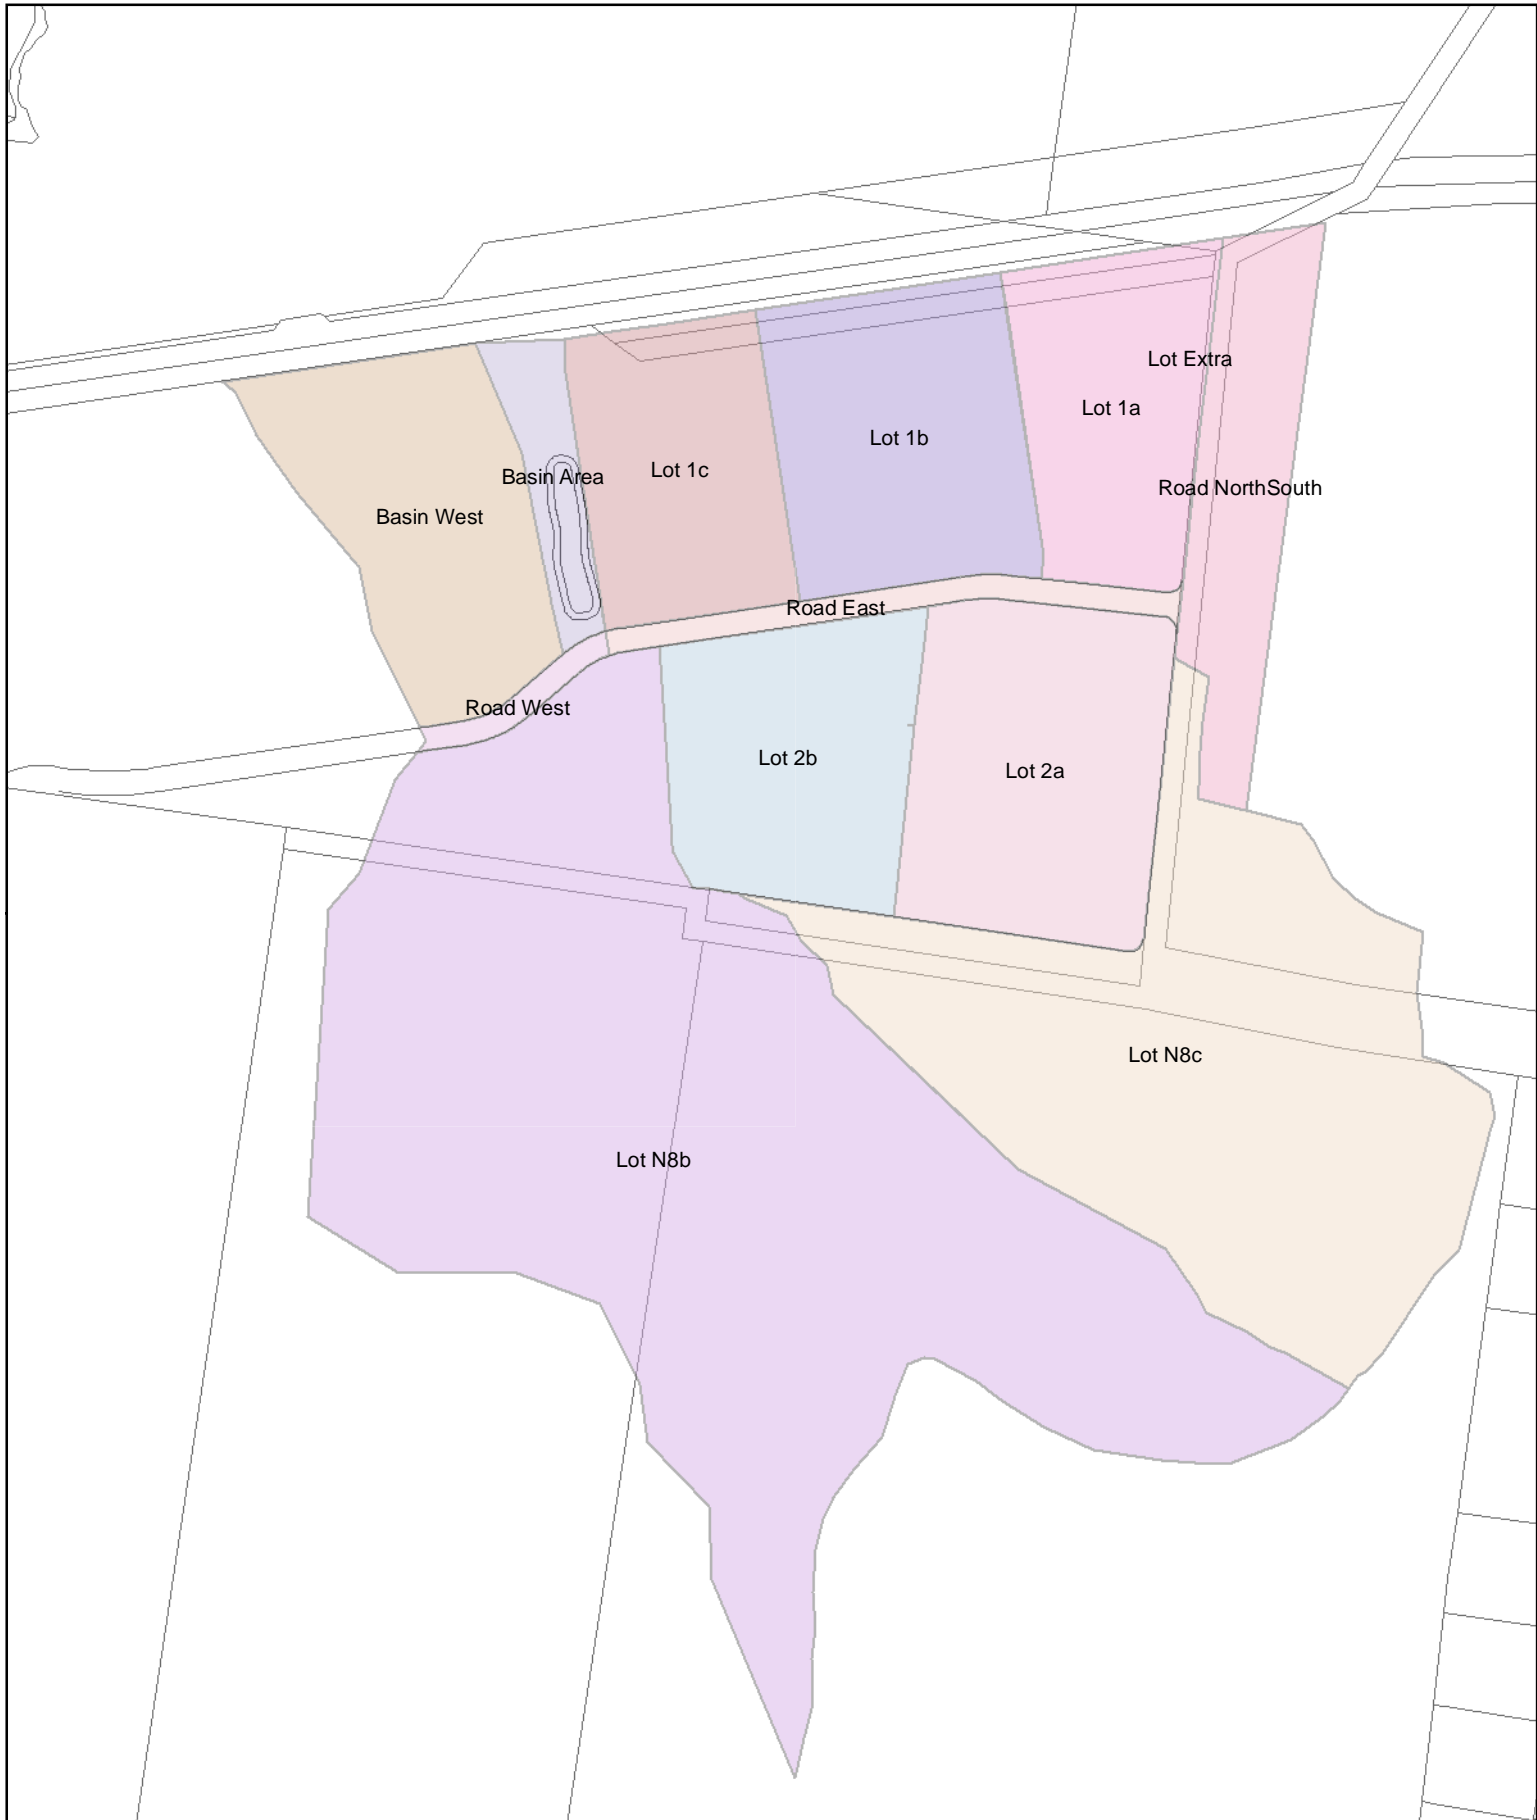 Lot Extra
Lot 1a
Lot 1b
Lot 1c
Basin Area
Road NorthSouth
Basin West
Road East
Road West
Lot 2b
Lot 2a
Lot N8c
Lot N8b